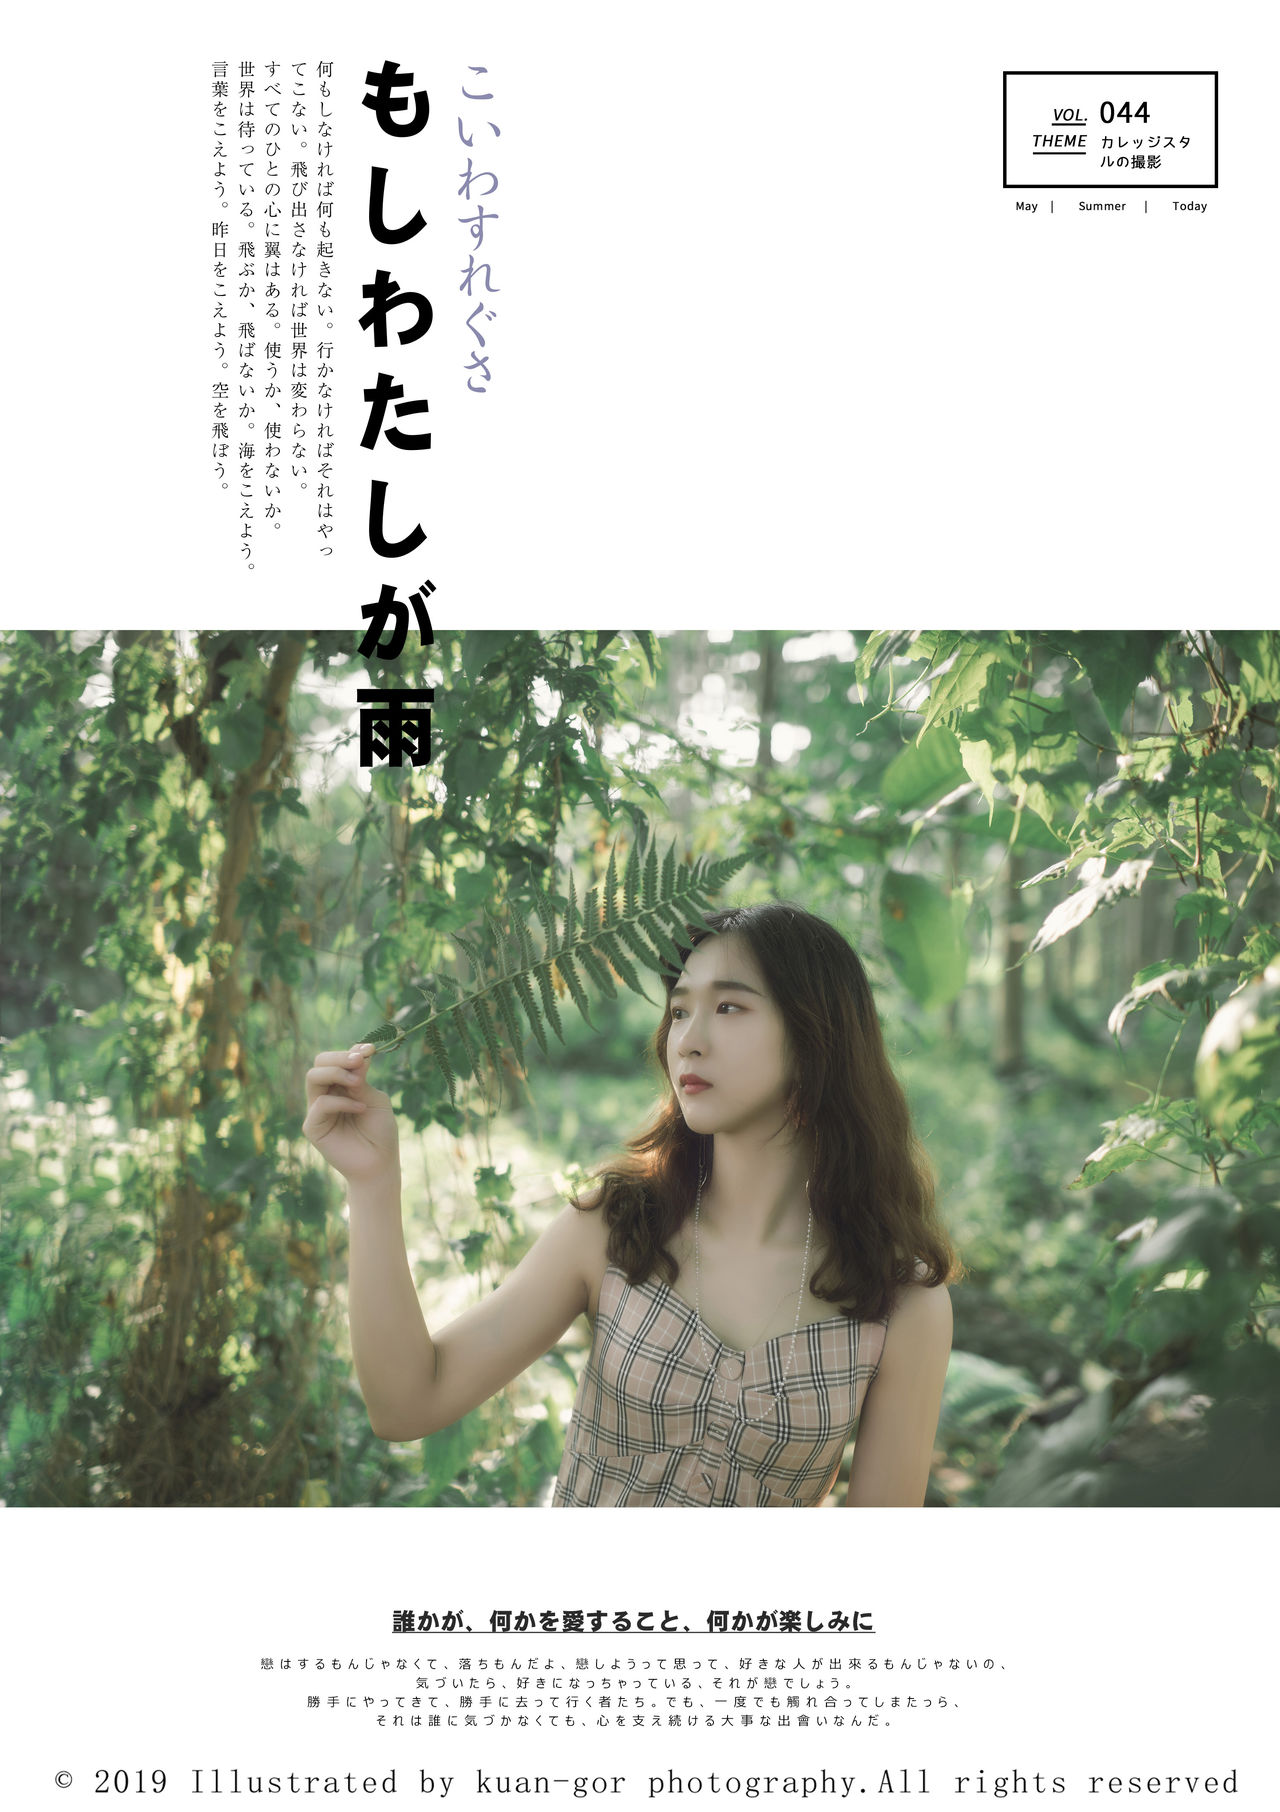 こいわすれぐさ
もしわたしが雨
何もしなければ何も起きない。行かなければそれはやっ
てこない。飛び出さなければ世界は変わらない。
すべてのひとの心に翼はある。使うか、使わないか。
世界は待っている。飛ぶか、飛ばないか。海をこえよう。
言葉をこえよう。昨日をこえよう。空を飛ぼう。
VOL. 044
THEME カレッジスタ
ルの撮影
May | Summer | Today
誰かが、何かを愛すること、何かが楽しみに
戀はするもんじゃなくて、落ちもんだよ、戀しようって思って、好きな人が出來るもんじゃないの、
気づいたら、好きになっちゃっている、それが戀でしょう。
勝手にやってきて、勝手に去って行く者たち。でも、一度でも觸れ合ってしまたっら、
それは誰に気づかなくても、心を支え続ける大事な出會いなんだ。
© 2019 Illustrated by kuan-gor photography.All rights reserved